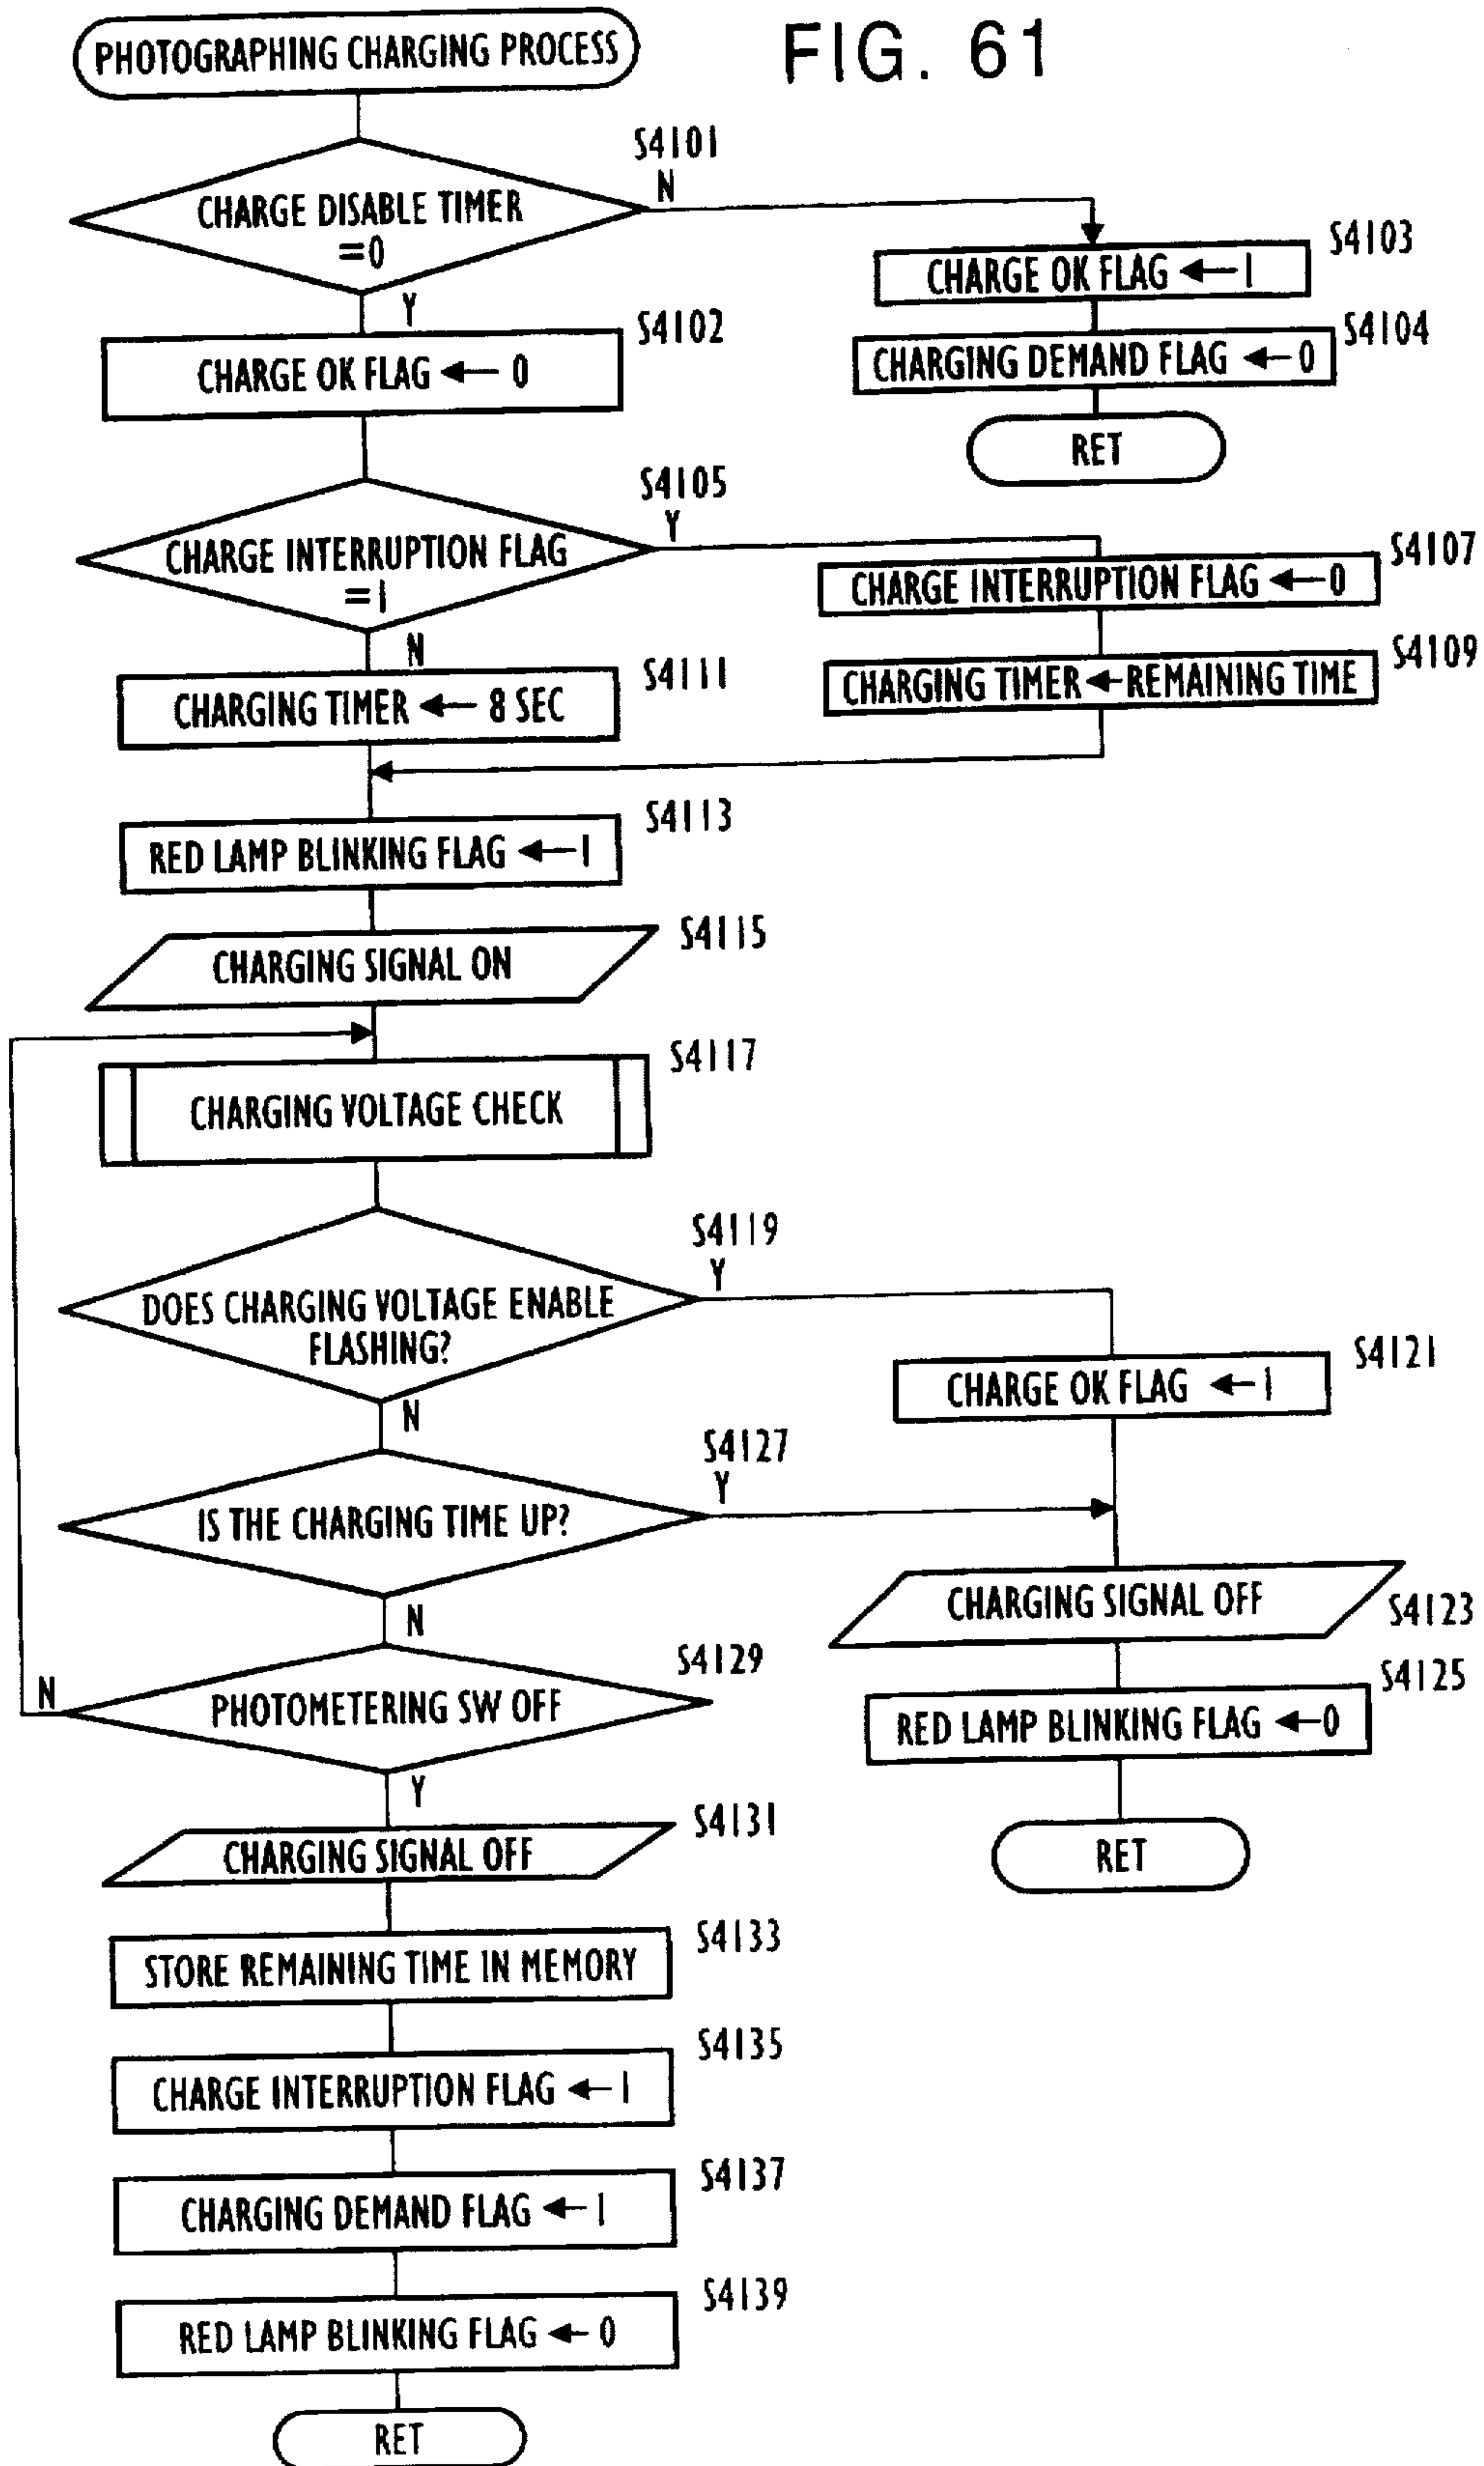 FIG. 61
PHOTOGRAPHING CHARGING PROCESS
S4101
N
CHARGE DISABLE TIMER
=0
Y
S4103
CHARGE OK FLAG ←1
S4102
CHARGE OK FLAG ← 0
S4104
CHARGING DEMAND FLAG ←0
RET
S4105
Y
CHARGE INTERRUPTION FLAG
=1
N
S4107
CHARGE INTERRUPTION FLAG ←0
S4109
CHARGING TIMER←REMAINING TIME
S4111
CHARGING TIMER ← 8 SEC
S4113
RED LAMP BLINKING FLAG ←1
S4115
CHARGING SIGNAL ON
S4117
CHARGING VOLTAGE CHECK
S4119
Y
DOES CHARGING VOLTAGE ENABLE
FLASHING?
N
S4121
CHARGE OK FLAG ←1
S4127
Y
IS THE CHARGING TIME UP?
N
S4123
CHARGING SIGNAL OFF
S4129
N
PHOTOMETERING SW OFF
Y
S4125
RED LAMP BLINKING FLAG ←0
RET
S4131
CHARGING SIGNAL OFF
S4133
STORE REMAINING TIME IN MEMORY
S4135
CHARGE INTERRUPTION FLAG ←1
S4137
CHARGING DEMAND FLAG ←1
S4139
RED LAMP BLINKING FLAG ← 0
RET